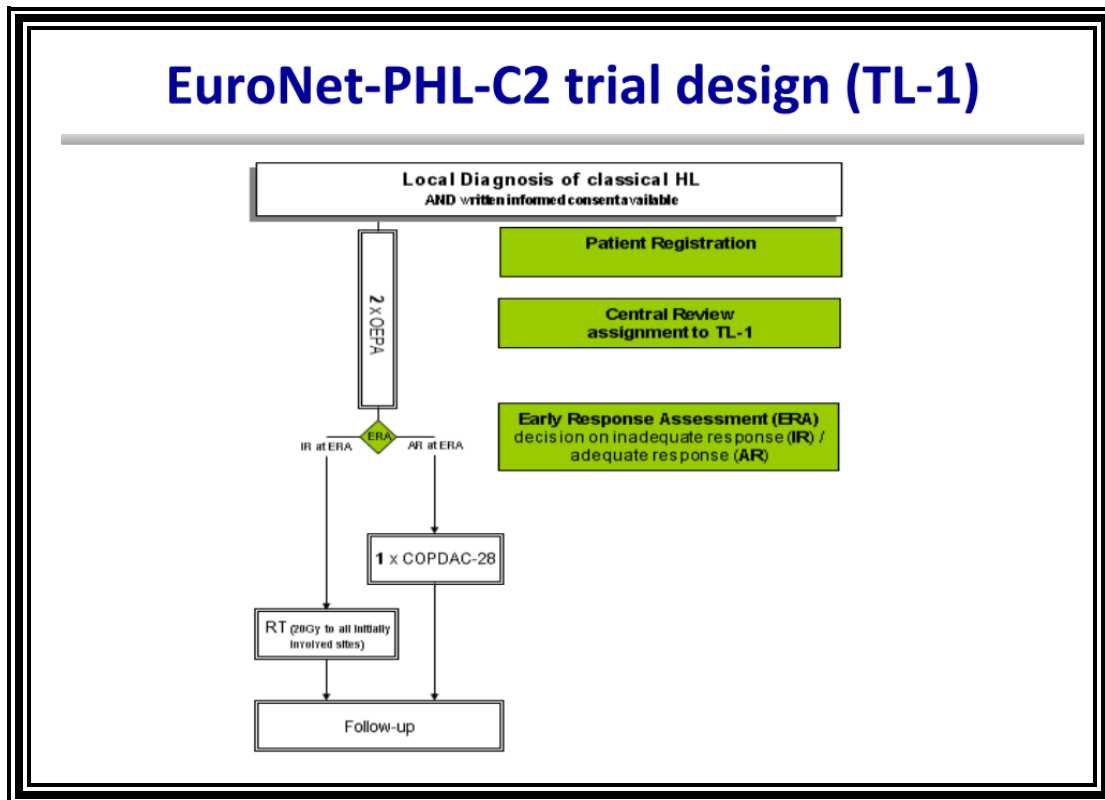 EuroNet-PHL-C2 trial design (TL-1)
Local Diagnosis of classical HL
AND written informed consent available
Patient Registration
2 x OEPA
Central Review
assignment to TL-1
Early Response Assessment (ERA)
decision on inadequate response (IR) /
adequate response (AR)
ERA
IR at ERA
AR at ERA
1 x COPDAC-28
RT (20Gy to all initially
involved sites)
Follow-up